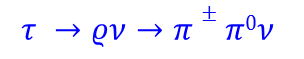 τ → ϱν → π ± π⁰ν